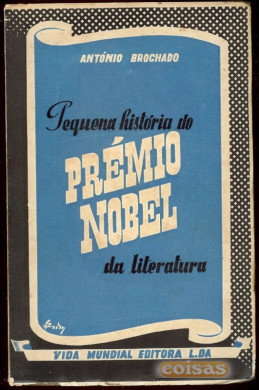 ANTÓNIO BROCHADO
Pequena história do
PRÉMIO
NOBEL
da literatura
VIDA MUNDIAL EDITORA L.DA
coisas